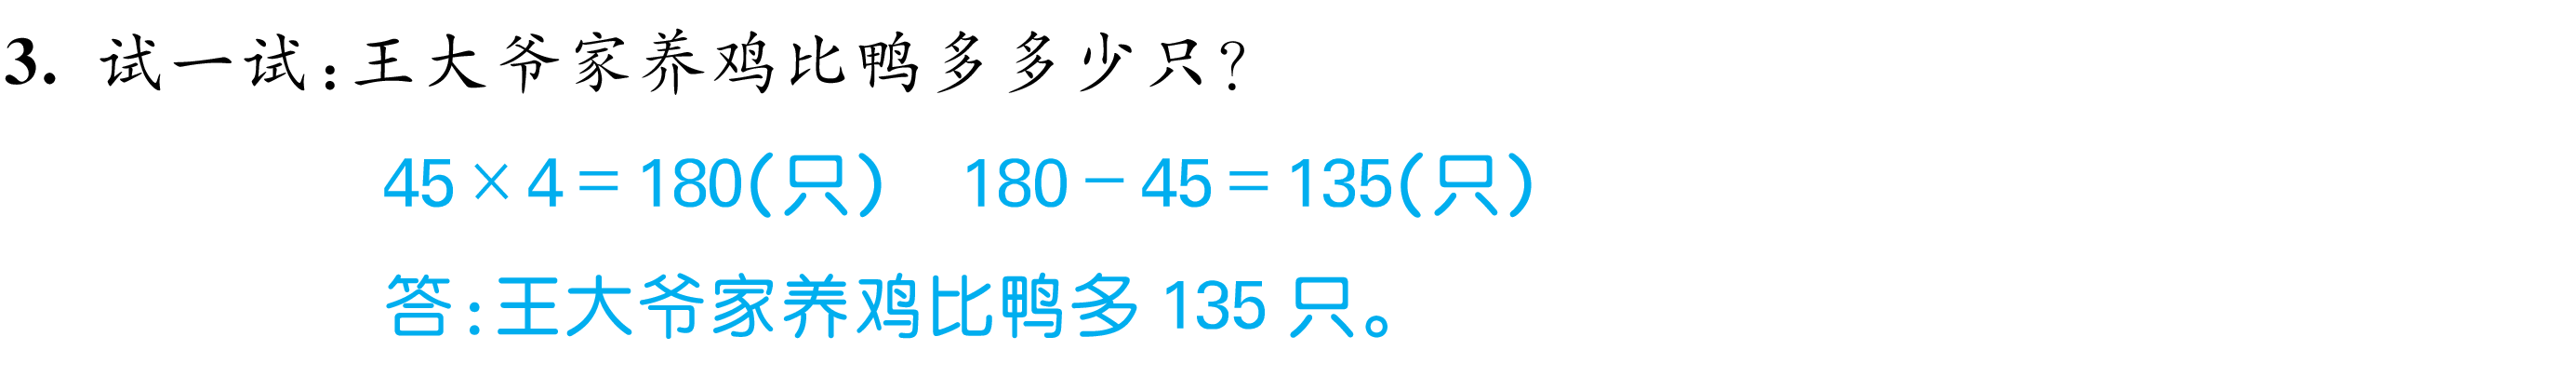 3. 试一试:王大爷家养鸡比鸭多多少只?
45×4=180(只) 180-45=135(只)
答:王大爷家养鸡比鸭多 135 只。